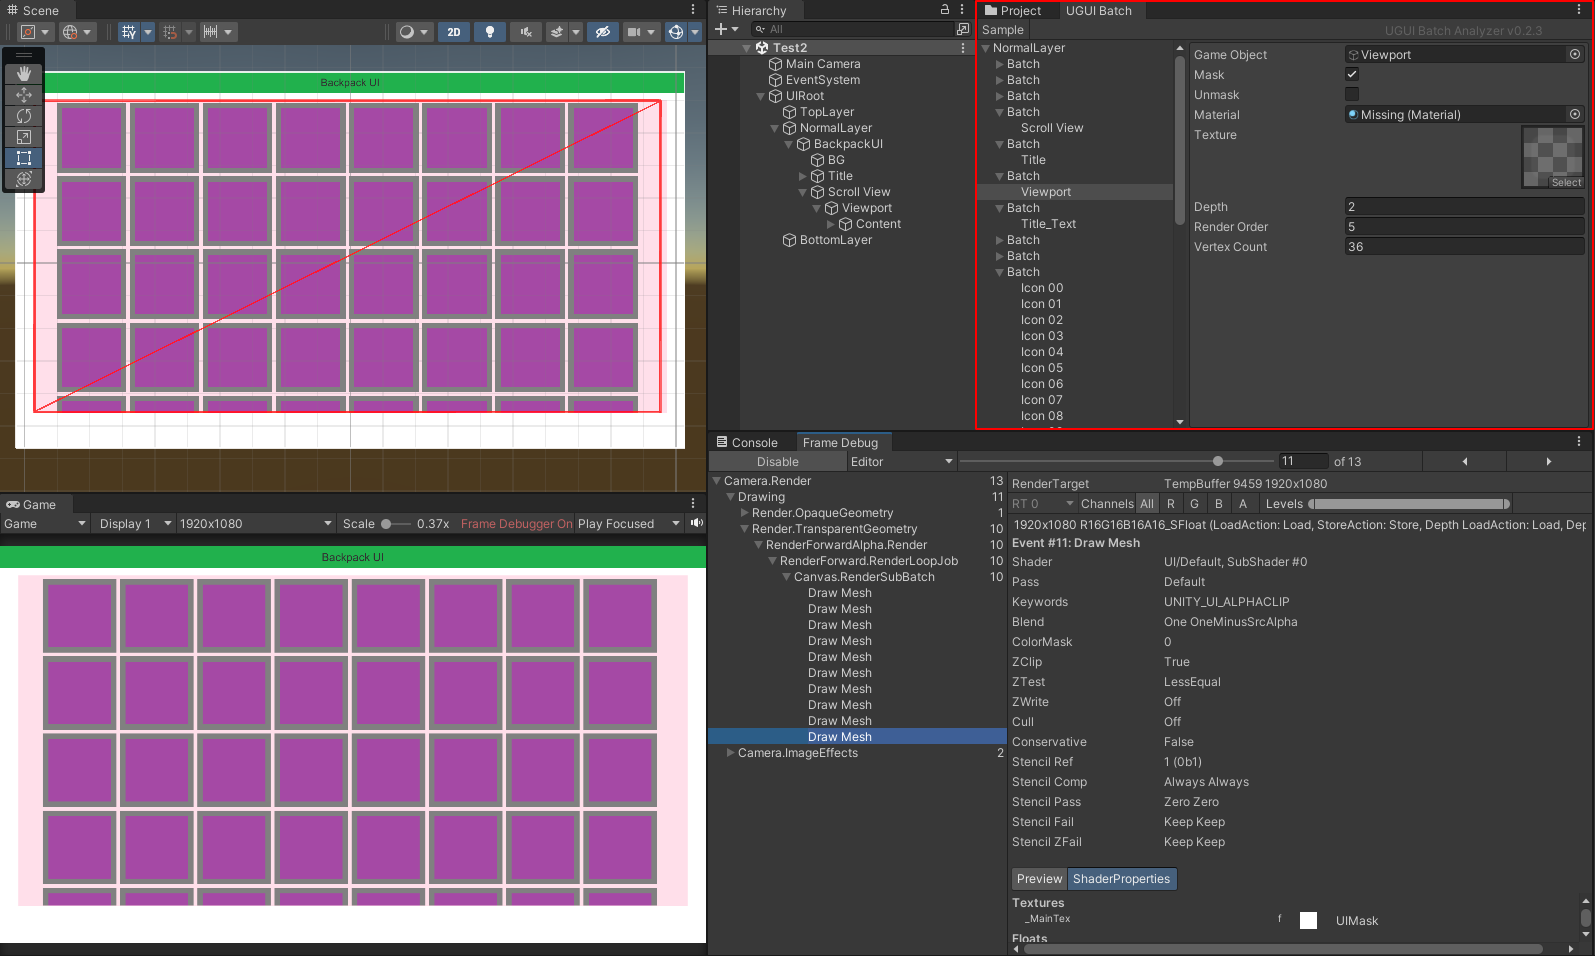 Scene
2D
Backpack UI
Game
Game
Display 1
1920x1080
Scale
0.37x
Frame Debugger On
Play Focused
Backpack UI
Hierarchy
All
Test2
Main Camera
EventSystem
UIRoot
TopLayer
NormalLayer
BackpackUI
BG
Title
Scroll View
Viewport
Content
BottomLayer
Project
UGUI Batch
Sample
UGUI Batch Analyzer v0.2.3
NormalLayer
Batch
Batch
Batch
Batch
Scroll View
Batch
Title
Batch
Viewport
Batch
Title_Text
Batch
Batch
Batch
Icon 00
Icon 01
Icon 02
Icon 03
Icon 04
Icon 05
Icon 06
Icon 07
Icon 08
Game Object Viewport
Mask
Unmask
Material Missing (Material)
Texture
Select
Depth 2
Render Order 5
Vertex Count 36
Console
Frame Debug
Disable
Editor
11 of 13
Camera.Render 13
Drawing 11
Render.OpaqueGeometry 1
Render.TransparentGeometry 10
RenderForwardAlpha.Render 10
RenderForward.RenderLoopJob 10
Canvas.RenderSubBatch 10
Draw Mesh
Draw Mesh
Draw Mesh
Draw Mesh
Draw Mesh
Draw Mesh
Draw Mesh
Draw Mesh
Draw Mesh
Draw Mesh
Camera.ImageEffects 2
RenderTarget TempBuffer 9459 1920x1080
RT 0 Channels All R G B A Levels
1920x1080 R16G16B16A16_SFloat (LoadAction: Load, StoreAction: Store, Depth LoadAction: Load, Dep
Event #11: Draw Mesh
Shader UI/Default, SubShader #0
Pass Default
Keywords UNITY_UI_ALPHACLIP
Blend One OneMinusSrcAlpha
ColorMask 0
ZClip True
ZTest LessEqual
ZWrite Off
Cull Off
Conservative False
Stencil Ref 1 (0b1)
Stencil Comp Always Always
Stencil Pass Zero Zero
Stencil Fail Keep Keep
Stencil ZFail Keep Keep
Preview ShaderProperties
Textures
_MainTex f UIMask
Floats